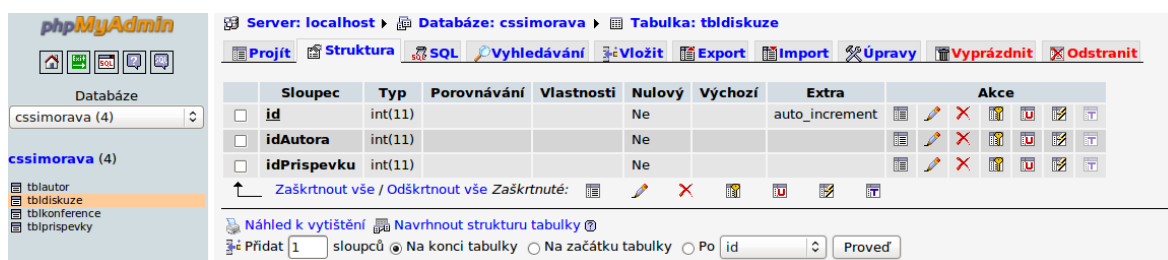 phpMyAdmin
SQL
Databáze
cssimorava (4)
cssimorava (4)
tblautor
tbldiskuze
tblkonference
tblprispevky
Server: localhost Databáze: cssimorava Tabulka: tbldiskuze
Projít Struktura SQL Vyhledávání Vložit Export Import Úpravy Vyprázdnit Odstranit
Sloupec Typ Porovnávání Vlastnosti Nulový Výchozí Extra Akce
id int(11) Ne auto_increment
idAutora int(11) Ne
idPrispevku int(11) Ne
Zaškrtnout vše / Odškrtnout vše Zaškrtnuté:
Náhled k vytištění Navrhnout strukturu tabulky
Přidat 1 sloupců Na konci tabulky Na začátku tabulky Po id Proveď